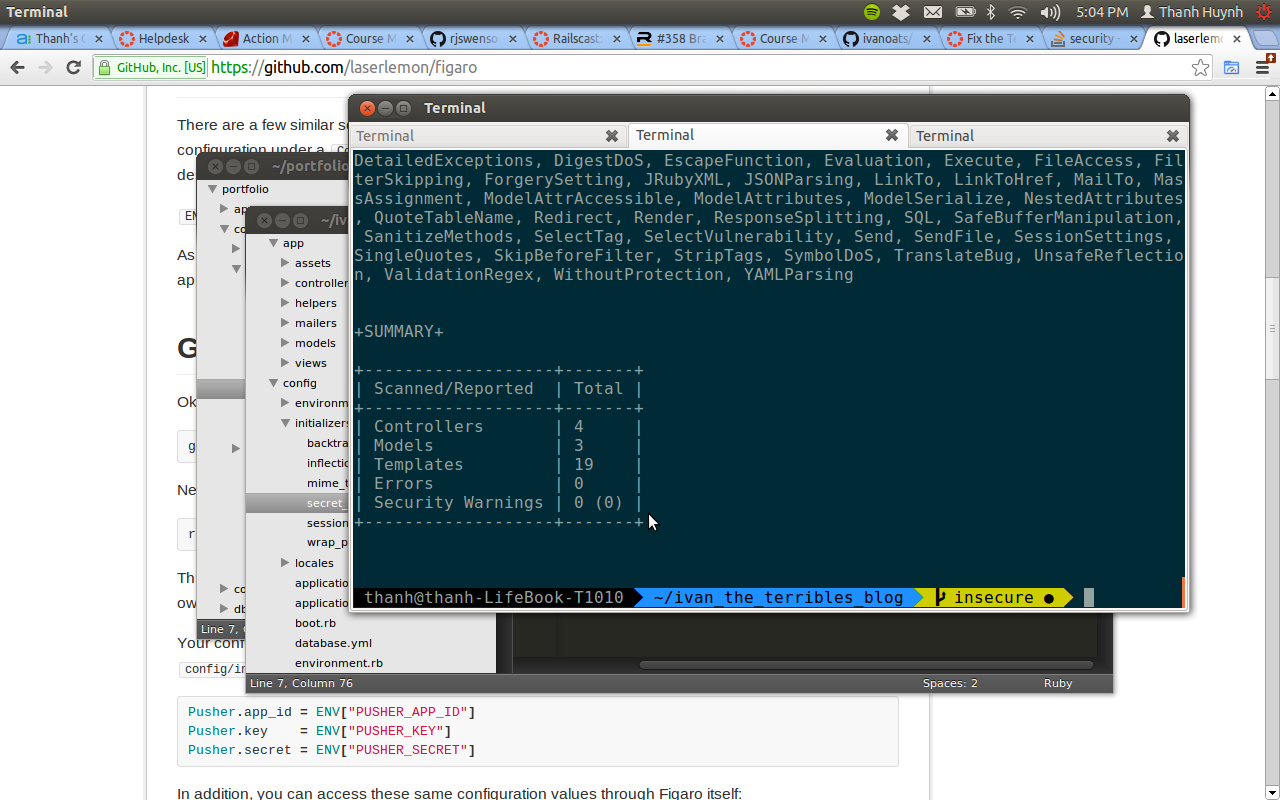 Terminal
5:04 PM Thanh Huynh
Thanh's C
Helpdesk
Action M
Course M
rjswenso
Railscast
#358 Bra
Course M
ivanoats/
Fix the Te
security -
laserlemo
GitHub, Inc. [US] https://github.com/laserlemon/figaro
There are a few similar s
configuration under a
Terminal
Terminal
Terminal
Terminal
DetailedExceptions, DigestDoS, EscapeFunction, Evaluation, Execute, FileAccess, Fil
terSkipping, ForgerySetting, JRubyXML, JSONParsing, LinkTo, LinkToHref, MailTo, Mas
sAssignment, ModelAttrAccessible, ModelAttributes, ModelSerialize, NestedAttributes
, QuoteTableName, Redirect, Render, ResponseSplitting, SQL, SafeBufferManipulation,
SanitizeMethods, SelectTag, SelectVulnerability, Send, SendFile, SessionSettings,
SingleQuotes, SkipBeforeFilter, StripTags, SymbolDoS, TranslateBug, UnsafeReflectio
n, ValidationRegex, WithoutProtection, YAMLParsing
+SUMMARY+
+-------------------+-------+
| Scanned/Reported | Total |
+-------------------+-------+
| Controllers | 4 |
| Models | 3 |
| Templates | 19 |
| Errors | 0 |
| Security Warnings | 0 (0) |
+-------------------+-------+
thanh@thanh-LifeBook-T1010 ~/ivan_the_terribles_blog insecure ●
~/portfolio
portfolio
ap
co
~/iv
app
assets
controller
helpers
mailers
models
views
config
environm
initializers
backtra
inflectio
mime_t
secret_
session
wrap_p
locales
applicatio
applicatio
boot.rb
database.yml
environment.rb
co
db
Line 7, C
Line 7, Column 76
Spaces: 2
Ruby
As
ap
G
Ok
g
Ne
r
Th
ow
Your conf
config/in
Pusher.app_id = ENV["PUSHER_APP_ID"]
Pusher.key = ENV["PUSHER_KEY"]
Pusher.secret = ENV["PUSHER_SECRET"]
In addition, you can access these same configuration values through Figaro itself: